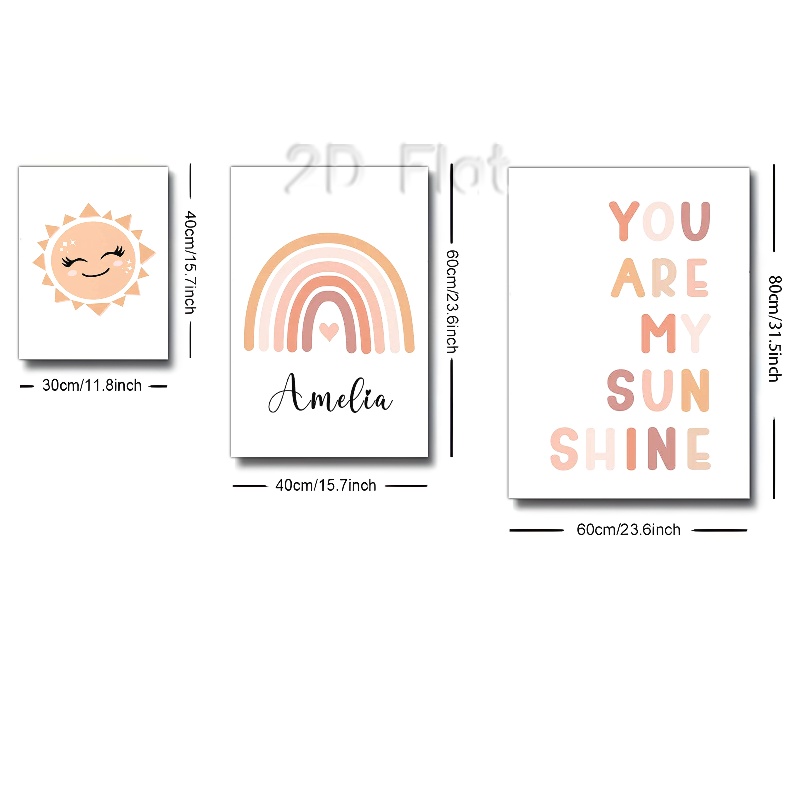 2D Flat
40cm/15.7inch
30cm/11.8inch
Amelia
60cm/23.6inch
40cm/15.7inch
YOU
ARE
MY
SUN
SHINE
80cm/31.5inch
60cm/23.6inch